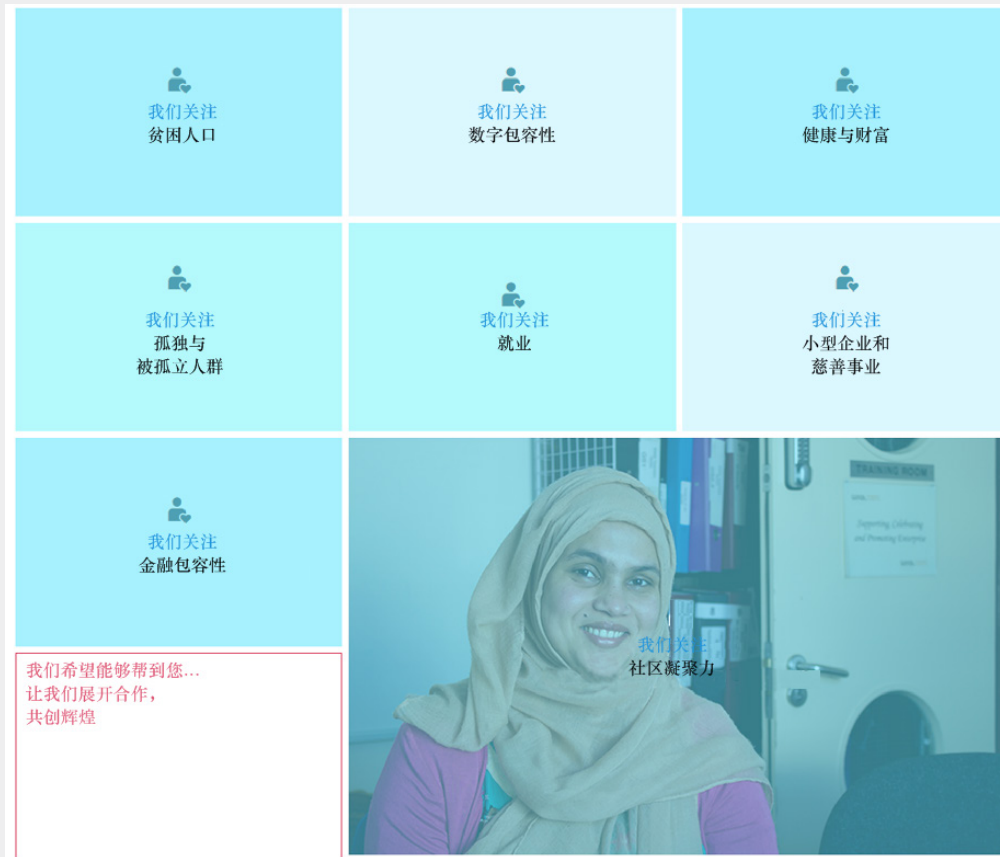 我们关注
贫困人口
我们关注
数字包容性
我们关注
健康与财富
我们关注
孤独与
被孤立人群
我们关注
就业
我们关注
小型企业和
慈善事业
我们关注
金融包容性
TRAINING ROOM
Supporting, Celebrating
and Promoting Enterprise
我们关注
社区凝聚力
我们希望能够帮到您...
让我们展开合作，
共创辉煌